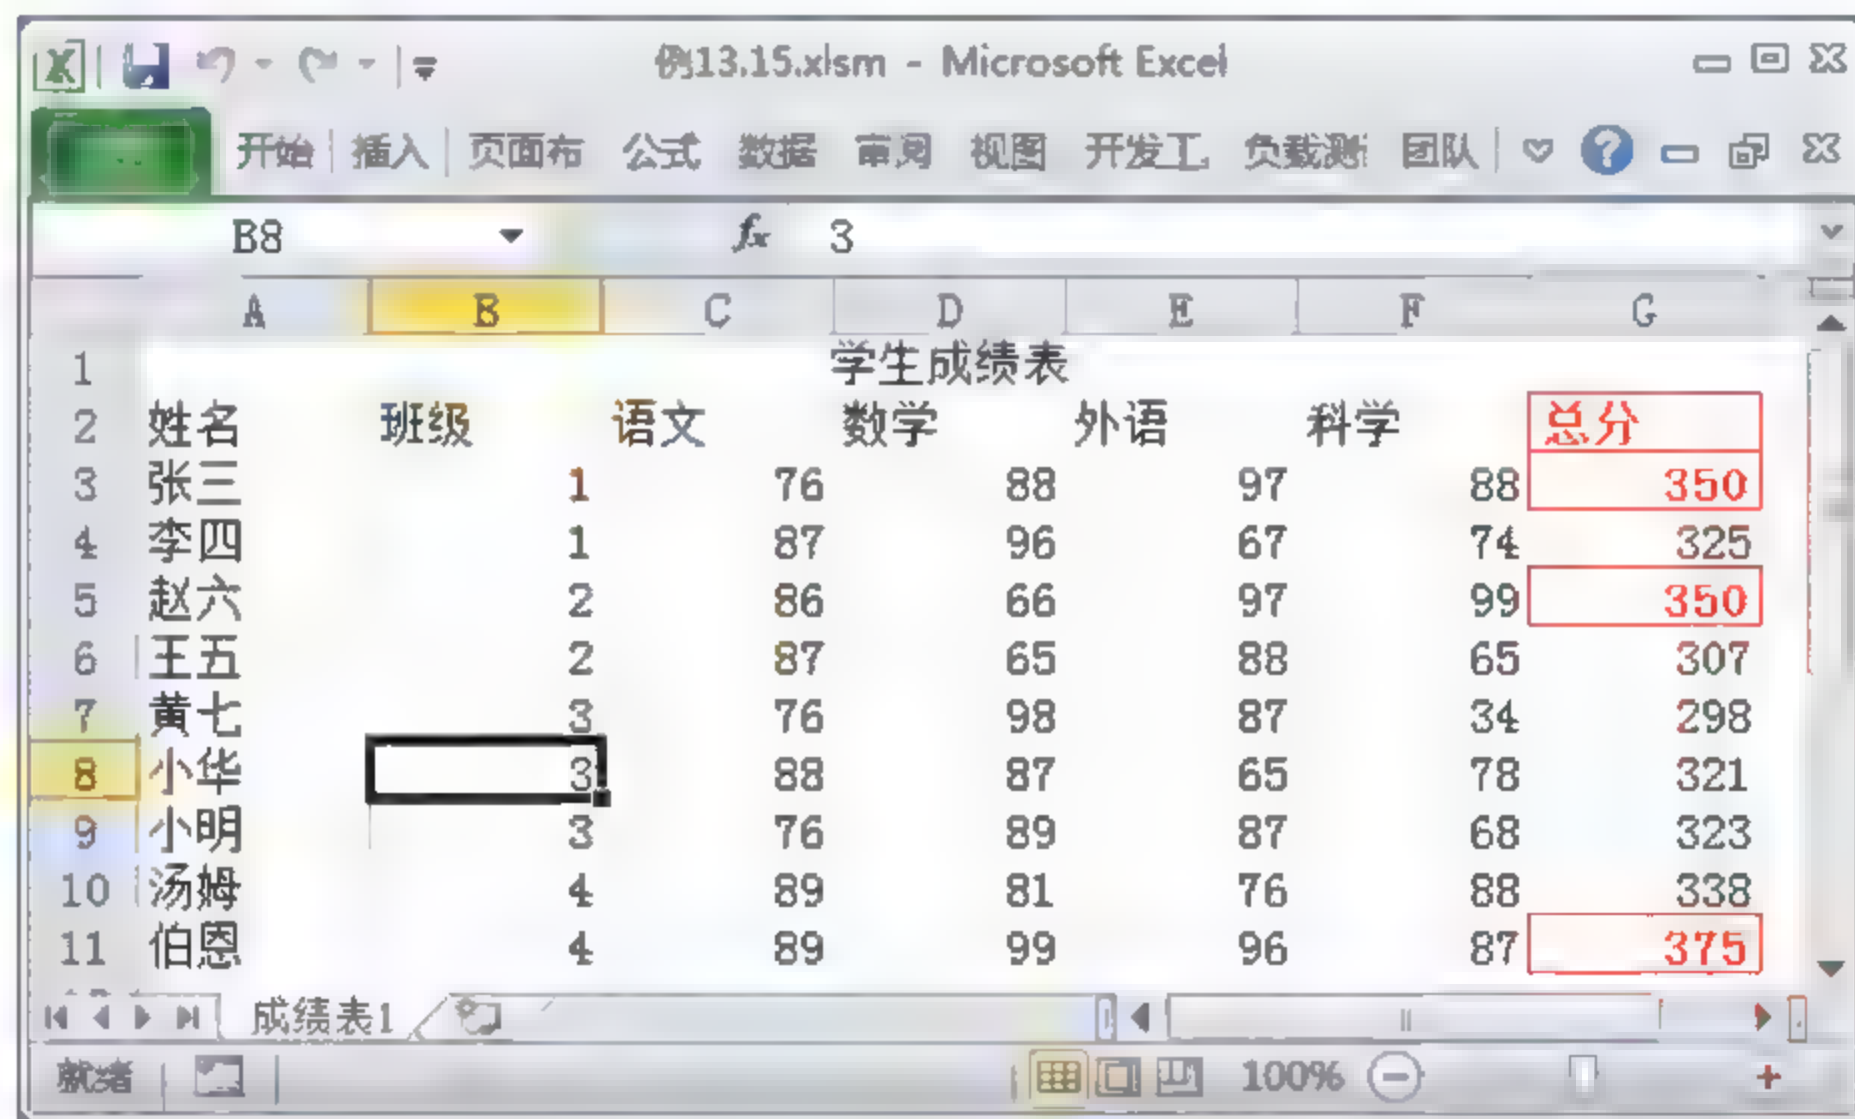 例13.15.xlsm - Microsoft Excel
开始 插入 页面布 公式 数据 审阅 视图 开发工 负载测 团队
B8 fx 3
A B C D E F G
1 学生成绩表
2 姓名 班级 语文 数学 外语 科学 总分
3 张三 1 76 88 97 88 350
4 李四 1 87 96 67 74 325
5 赵六 2 86 66 97 99 350
6 王五 2 87 65 88 65 307
7 黄七 3 76 98 87 34 298
8 小华 3 88 87 65 78 321
9 小明 3 76 89 87 68 323
10 汤姆 4 89 81 76 88 338
11 伯恩 4 89 99 96 87 375
成绩表1
就绪 100%